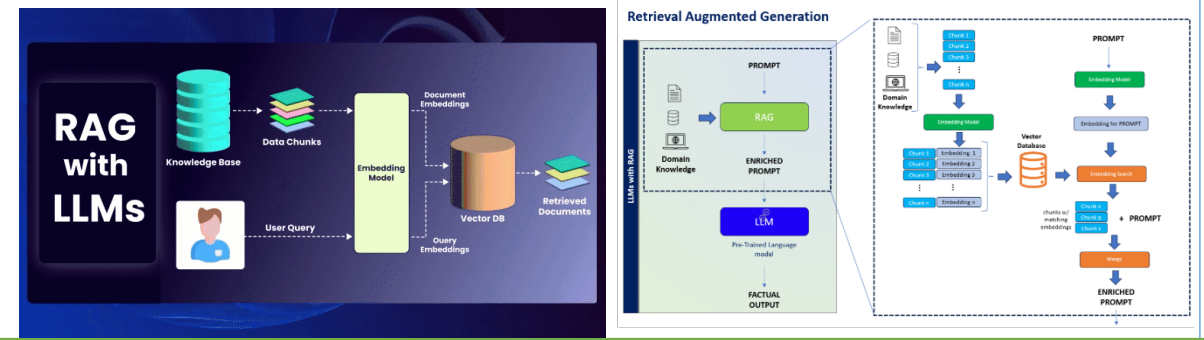 RAG
with
LLMs
Knowledge Base
Data Chunks
User Query
Embedding
Model
Document
Embeddings
Query
Embeddings
Vector DB
Retrieved
Documents
Retrieval Augmented Generation
LLMs with RAG
PROMPT
RAG
Domain
Knowledge
ENRICHED
PROMPT
LLM
Pre-Trained Language
model
FACTUAL
OUTPUT
Domain
Knowledge
Chunk 1
Chunk 2
Chunk 3
Chunk n
Embedding Model
Chunk 1 Embedding 1
Chunk 2 Embedding 2
Chunk 3 Embedding 3
Chunk n Embedding n
Vector
Database
PROMPT
Embedding Model
Embedding for PROMPT
Embedding Search
chunks w/
matching
embeddings
Chunk p
Chunk x
+ PROMPT
Merge
ENRICHED
PROMPT